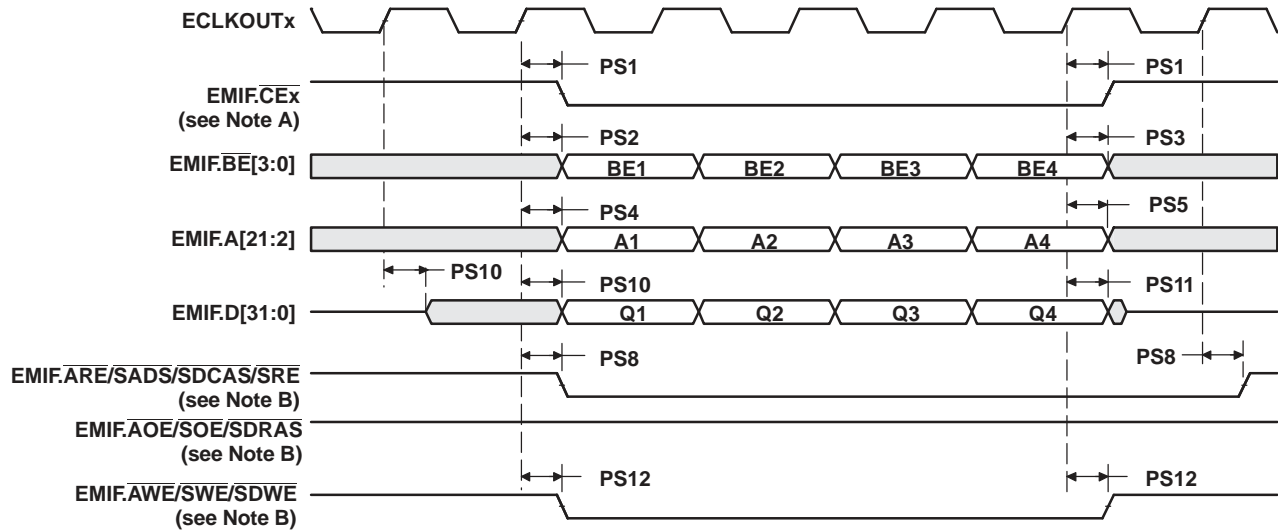 ECLKOUTx
PS1 PS1
EMIF.CEx
(see Note A)
PS2 PS3
EMIF.BE[3:0]
BE1 BE2 BE3 BE4
PS4 PS5
EMIF.A[21:2]
A1 A2 A3 A4
PS10 PS10 PS11
EMIF.D[31:0]
Q1 Q2 Q3 Q4
PS8 PS8
EMIF.ARE/SADS/SDCAS/SRE
(see Note B)
EMIF.AOE/SOE/SDRAS
(see Note B)
PS12 PS12
EMIF.AWE/SWE/SDWE
(see Note B)